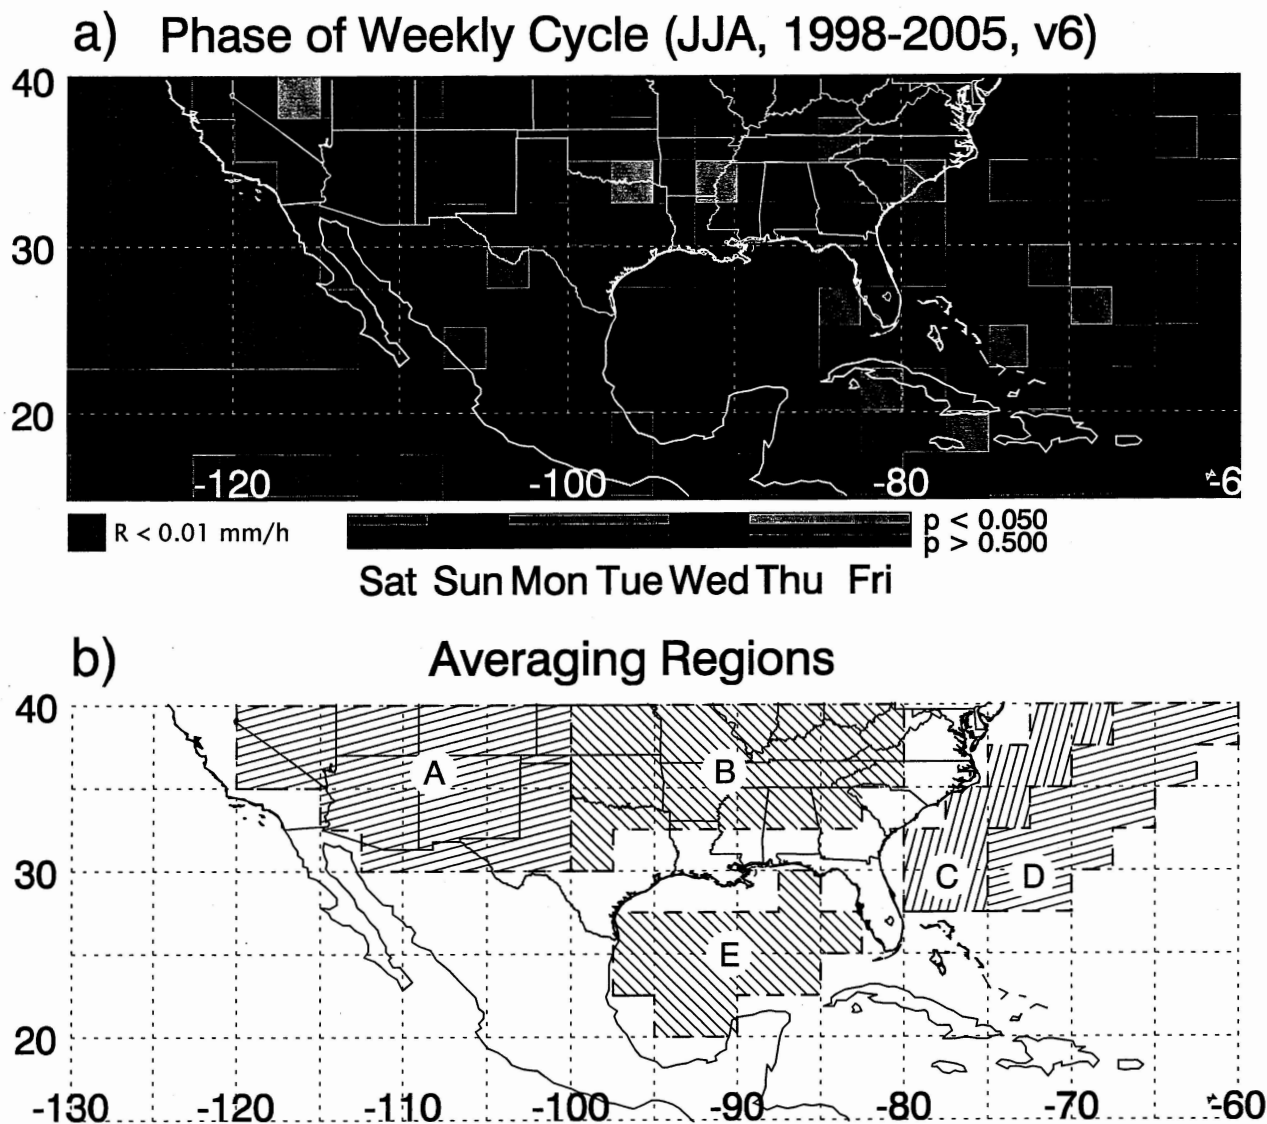 a) Phase of Weekly Cycle (JJA, 1998-2005, v6)
40
30
20
-120 -100 -80 -6
R < 0.01 mm/h
p < 0.050
p > 0.500
Sat Sun Mon Tue Wed Thu Fri
b) Averaging Regions
40
A B
30
C D
E
20
-130 -120 -110 -100 -90 -80 -70 -60